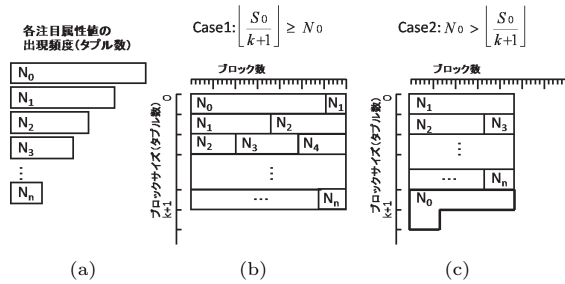 各注目属性値の
出現頻度(タプル数)
N0
N1
N2
N3
⋮
Nn
(a)
Case1: ⌊S0/(k+1)⌋ ≥ N0
ブロック数
ブロックサイズ(タプル数)
0
k+1
N0 N1
N1 N2
N2 N3 N4
⋮
⋯ Nn
(b)
Case2: N0 > ⌊S0/(k+1)⌋
ブロック数
ブロックサイズ(タプル数)
0
k+1
N1
N2 N3
⋮
⋯ Nn
N0
(c)